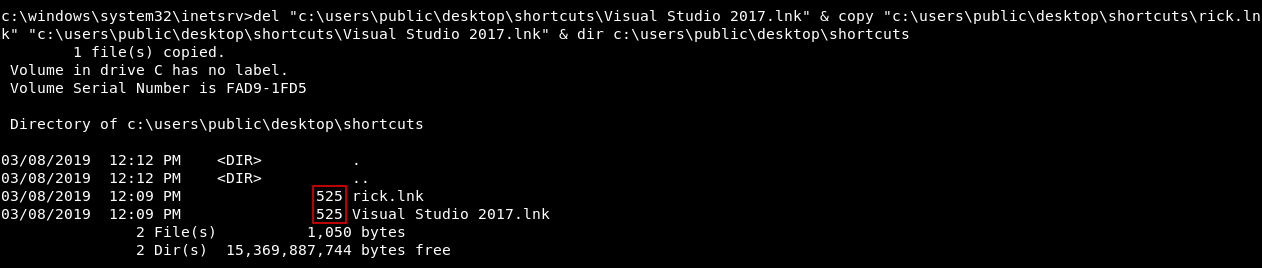 c:\windows\system32\inetsrv>del "c:\users\public\desktop\shortcuts\Visual Studio 2017.lnk" & copy "c:\users\public\desktop\shortcuts\rick.ln
k" "c:\users\public\desktop\shortcuts\Visual Studio 2017.lnk" & dir c:\users\public\desktop\shortcuts
        1 file(s) copied.
 Volume in drive C has no label.
 Volume Serial Number is FAD9-1FD5

 Directory of c:\users\public\desktop\shortcuts

03/08/2019  12:12 PM    <DIR>          .
03/08/2019  12:12 PM    <DIR>          ..
03/08/2019  12:09 PM               525 rick.lnk
03/08/2019  12:09 PM               525 Visual Studio 2017.lnk
               2 File(s)          1,050 bytes
               2 Dir(s)  15,369,887,744 bytes free